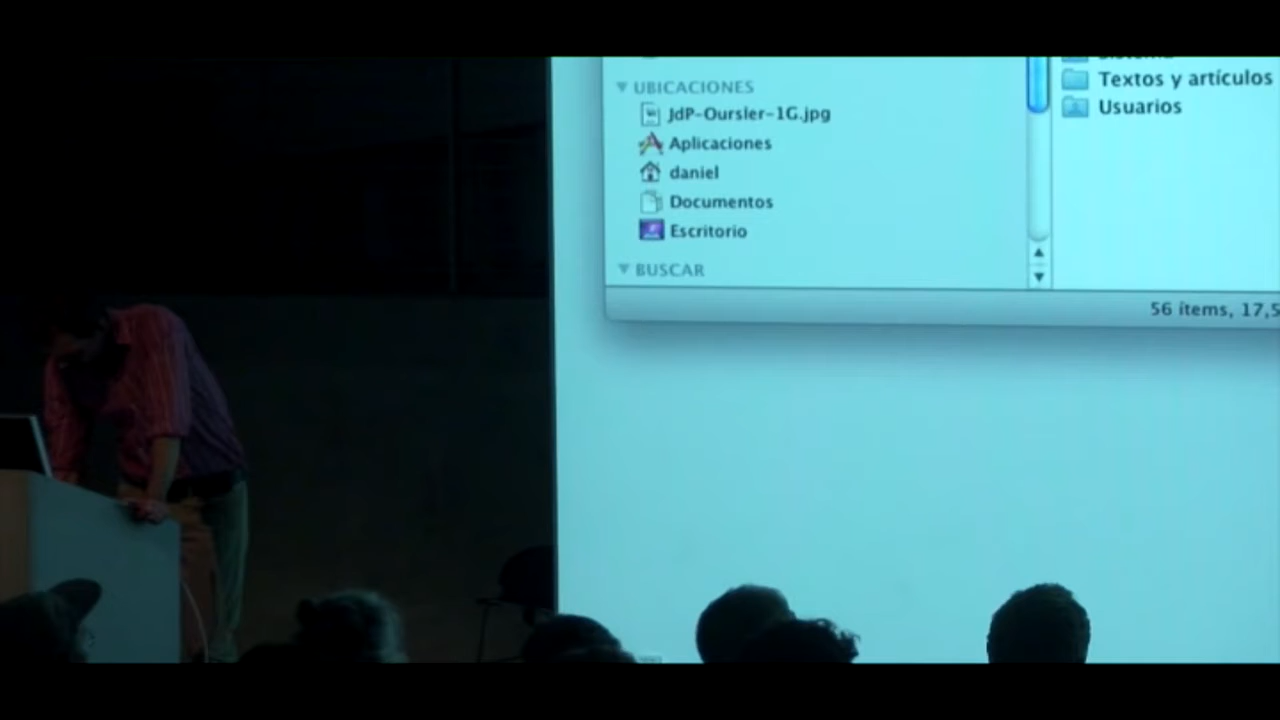 UBICACIONES
JdP-Oursler-1G.jpg
Aplicaciones
daniel
Documentos
Escritorio
BUSCAR
Textos y artículos
Usuarios
56 ítems, 17,5